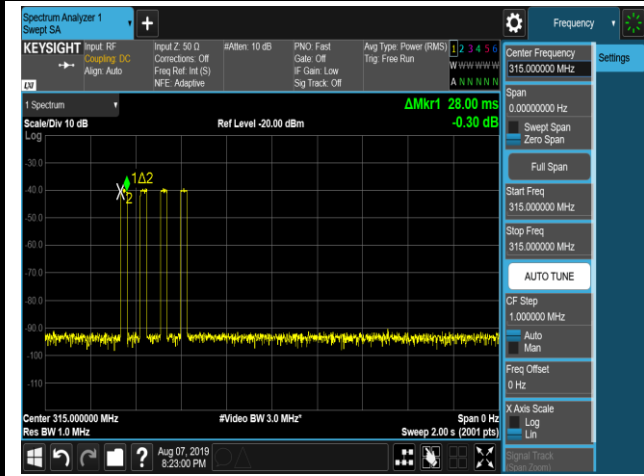 Spectrum Analyzer 1
Swept SA
Frequency
KEYSIGHT
Input: RF
Coupling: DC
Align: Auto
Input Z: 50 Ω
Corrections: Off
Freq Ref: Int (S)
NFE: Adaptive
#Atten: 10 dB
PNO: Fast
Gate: Off
IF Gain: Low
Sig Track: Off
Avg Type: Power (RMS)
Trig: Free Run
1 2 3 4 5 6
W W W W W W
A N N N N N
LXI
1 Spectrum
Scale/Div 10 dB
Log
Ref Level -20.00 dBm
ΔMkr1 28.00 ms
-0.30 dB
1Δ2
2
-30.0
-40.0
-50.0
-60.0
-70.0
-80.0
-90.0
-100
-110
Center 315.000000 MHz
Res BW 1.0 MHz
#Video BW 3.0 MHz*
Span 0 Hz
Sweep 2.00 s (2001 pts)
Center Frequency
315.000000 MHz
Settings
Span
0.00000000 Hz
Swept Span
Zero Span
Full Span
Start Freq
315.000000 MHz
Stop Freq
315.000000 MHz
AUTO TUNE
CF Step
1.000000 MHz
Auto
Man
Freq Offset
0 Hz
X Axis Scale
Log
Lin
Signal Track
(Span Zoom)
?
Aug 07, 2019
8:23:00 PM